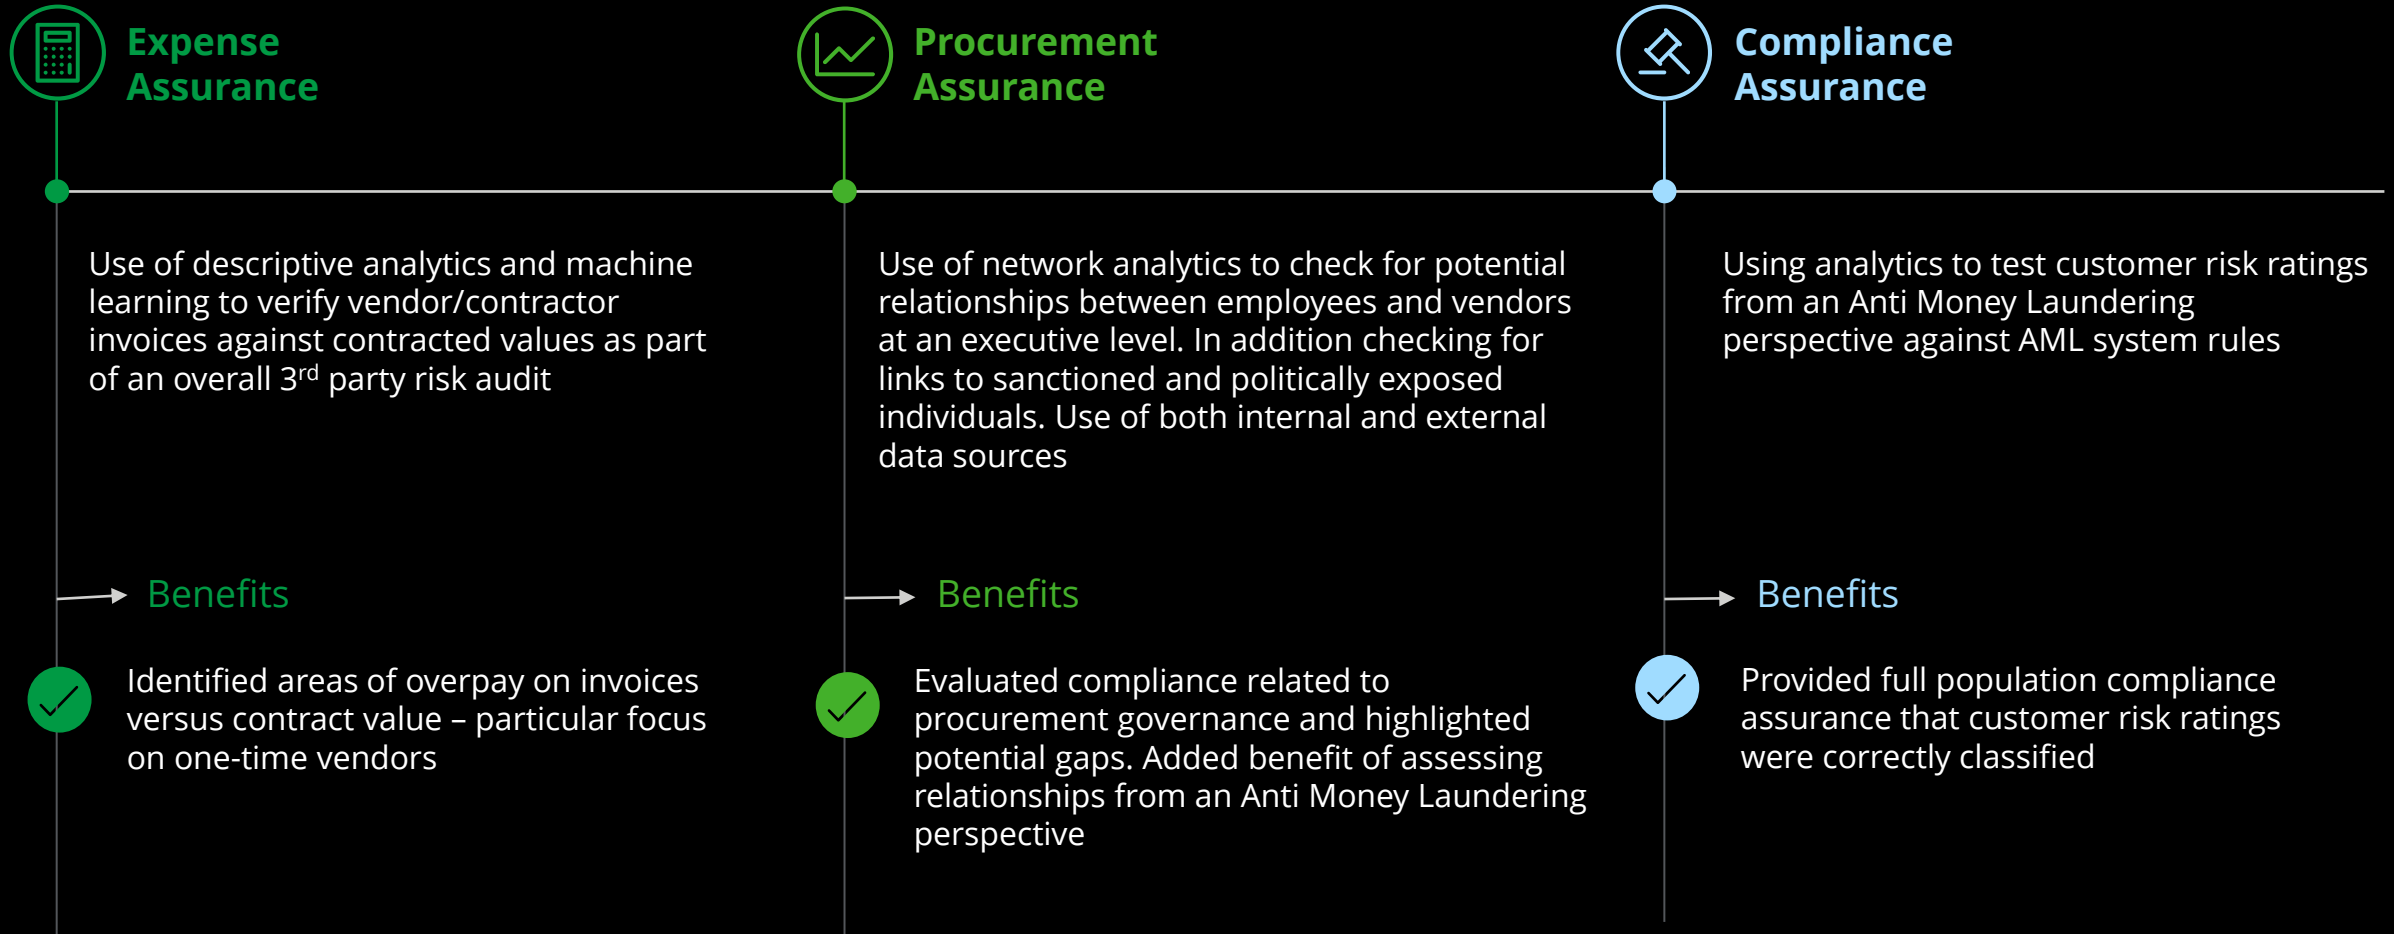 Expense
Assurance
Use of descriptive analytics and machine
learning to verify vendor/contractor
invoices against contracted values as part
of an overall 3rd party risk audit
Benefits
Identified areas of overpay on invoices
versus contract value – particular focus
on one-time vendors
Procurement
Assurance
Use of network analytics to check for potential
relationships between employees and vendors
at an executive level. In addition checking for
links to sanctioned and politically exposed
individuals. Use of both internal and external
data sources
Benefits
Evaluated compliance related to
procurement governance and highlighted
potential gaps. Added benefit of assessing
relationships from an Anti Money Laundering
perspective
Compliance
Assurance
Using analytics to test customer risk ratings
from an Anti Money Laundering
perspective against AML system rules
Benefits
Provided full population compliance
assurance that customer risk ratings
were correctly classified